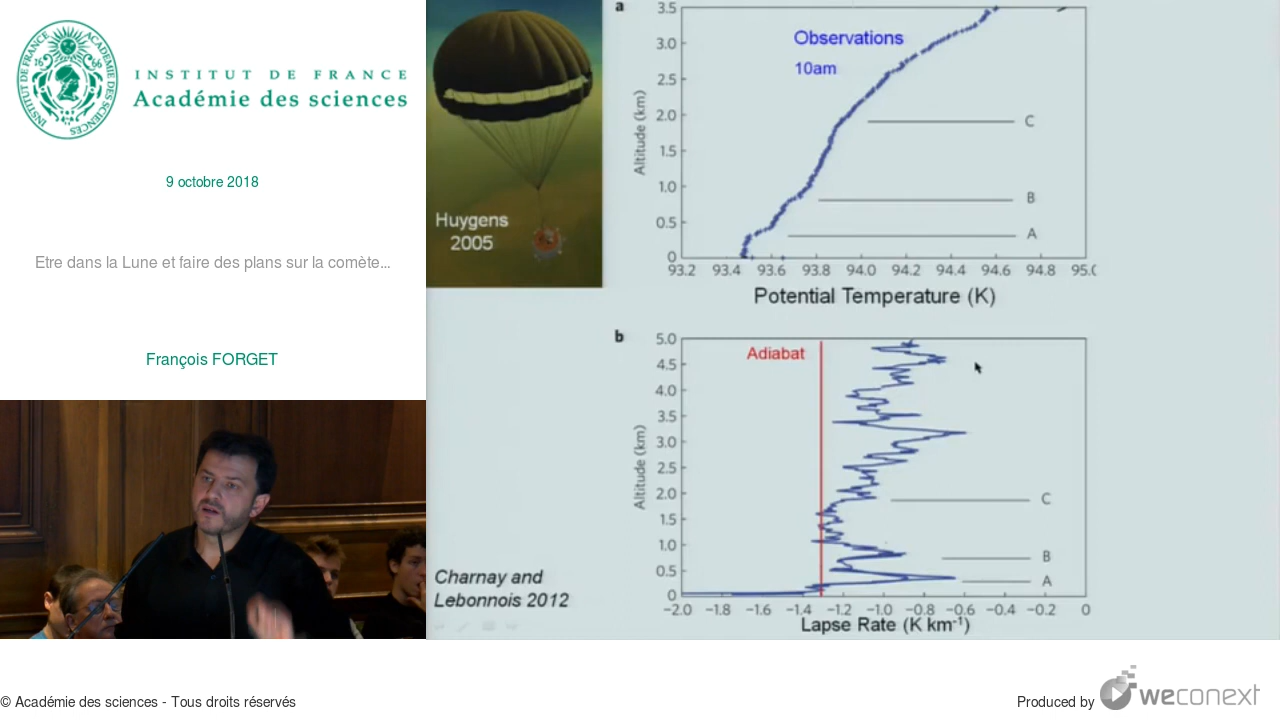 INSTITUT DE FRANCE
Académie des sciences
9 octobre 2018
Etre dans la Lune et faire des plans sur la comète...
François FORGET
Huygens
2005
a
Observations
10am
3.5
3.0
2.5
2.0
1.5
1.0
0.5
0
Altitude (km)
C
B
A
93.2 93.4 93.6 93.8 94.0 94.2 94.4 94.6 94.8 95.0
Potential Temperature (K)
b
Adiabat
5.0
4.5
4.0
3.5
3.0
2.5
2.0
1.5
1.0
0.5
0
Altitude (km)
C
B
A
−2.0 −1.8 −1.6 −1.4 −1.2 −1.0 −0.8 −0.6 −0.4 −0.2 0
Lapse Rate (K km⁻¹)
Charnay and
Lebonnois 2012
© Académie des sciences - Tous droits réservés
Produced by weconext